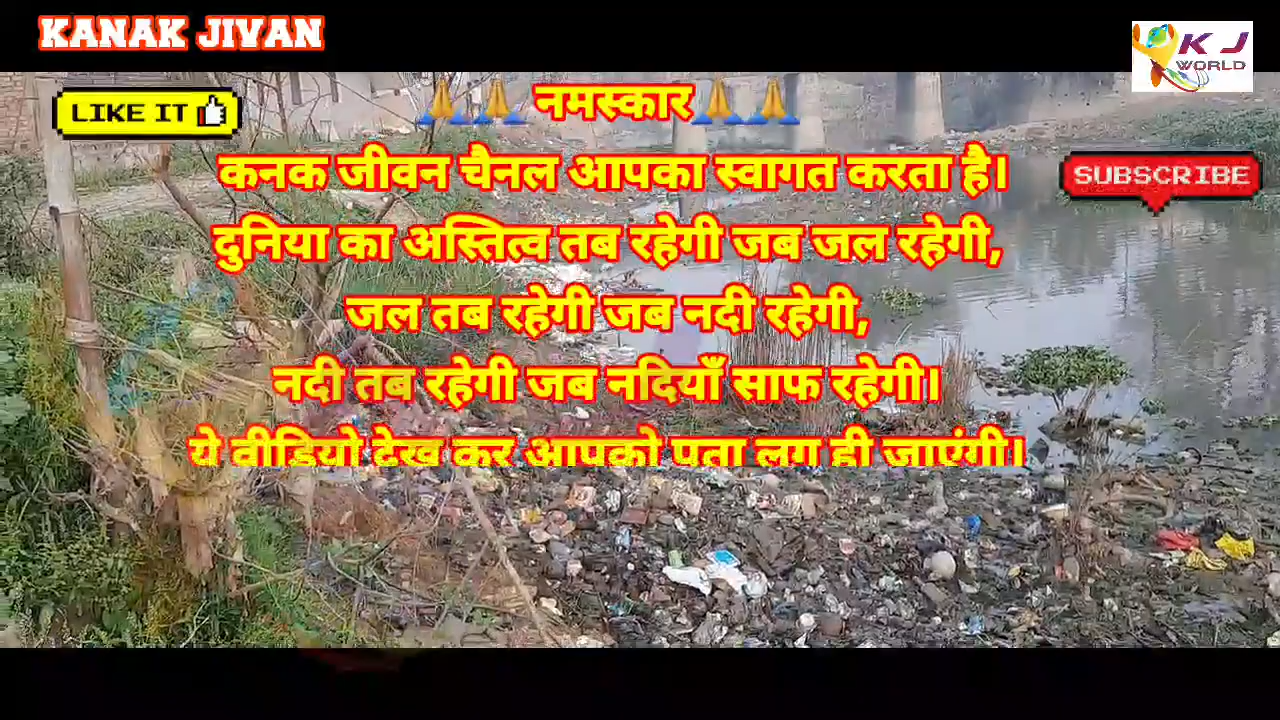 KANAK JIVAN
KJ
WORLD
LIKE IT
🙏🙏 नमस्कार🙏🙏
कनक जीवन चैनल आपका स्वागत करता है।
SUBSCRIBE
दुनिया का अस्तित्व तब रहेगी जब जल रहेगी,
जल तब रहेगी जब नदी रहेगी,
नदी तब रहेगी जब नदियाँ साफ रहेगी।
ये वीडियो देख कर आपको पता लग ही जाएंगी।